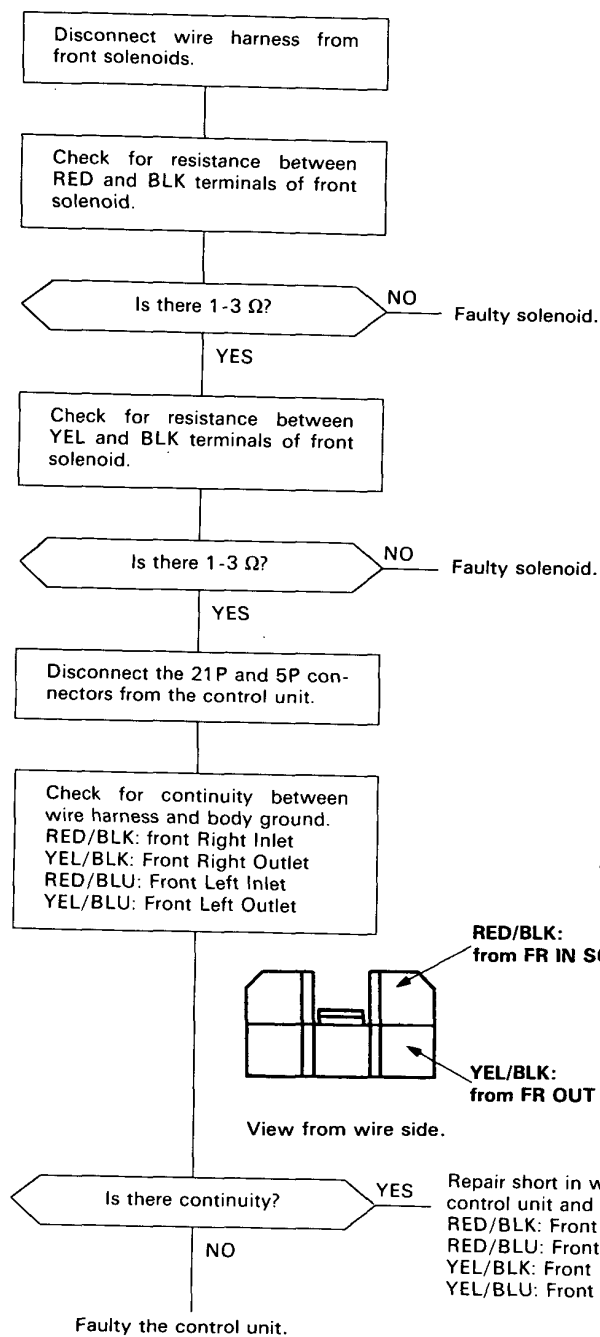 Disconnect wire harness from
front solenoids.
Check for resistance between
RED and BLK terminals of front
solenoid.
Is there 1-3 Ω?
NO
Faulty solenoid.
YES
Check for resistance between
YEL and BLK terminals of front
solenoid.
Is there 1-3 Ω?
NO
Faulty solenoid.
YES
Disconnect the 21P and 5P con-
nectors from the control unit.
Check for continuity between
wire harness and body ground.
RED/BLK: front Right Inlet
YEL/BLK: Front Right Outlet
RED/BLU: Front Left Inlet
YEL/BLU: Front Left Outlet
RED/BLK:
from FR IN
YEL/BLK:
from FR OUT
View from wire side.
Is there continuity?
YES
Repair short in
control unit and
RED/BLK: Front
RED/BLU: Front
YEL/BLK: Front
YEL/BLU: Front
NO
Faulty the control unit.